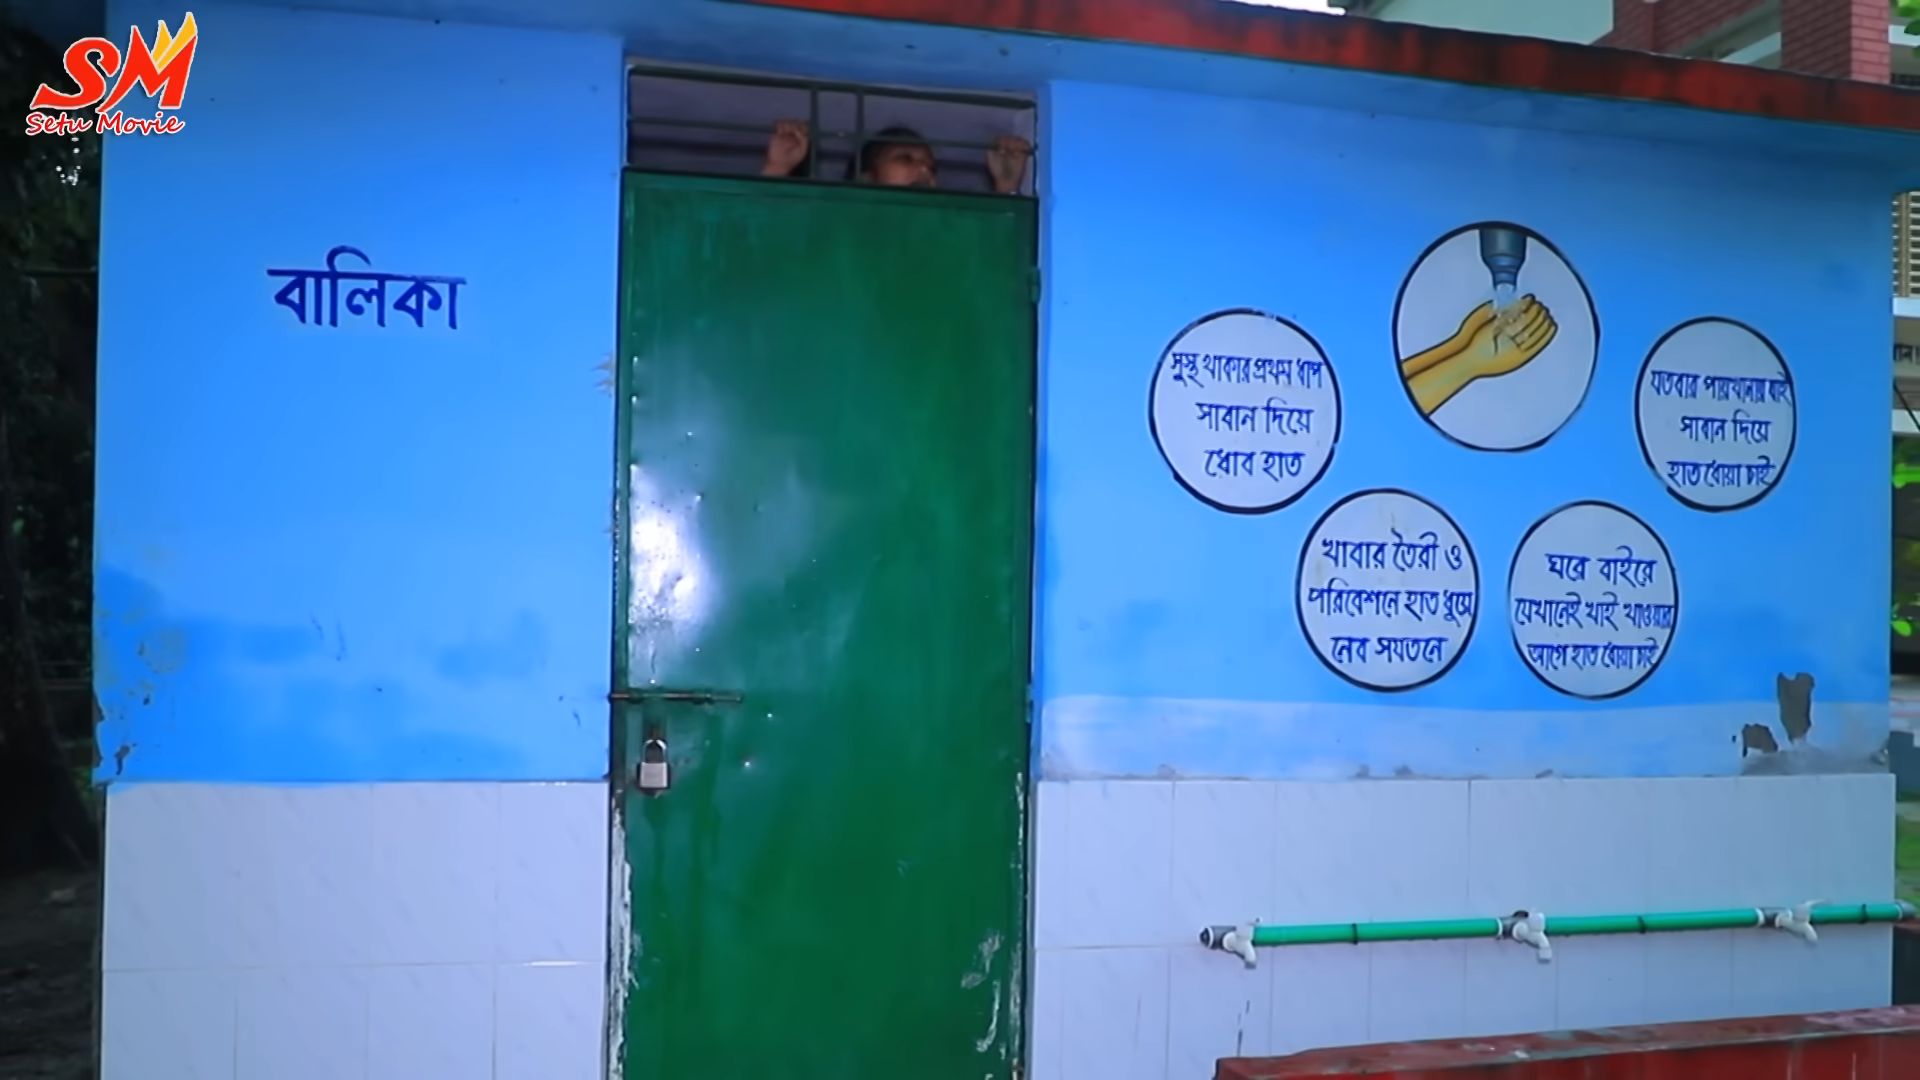 SM
Setu Movie
বালিকা
সুস্থ থাকার প্রথম ধাপ
সাবান দিয়ে
ধোব হাত
খাবার তৈরী ও
পরিবেশনে হাত ধুয়ে
নেব সযতনে
ঘরে বাইরে
যেখানেই খাই খাওয়ার
আগে হাত ধোয়া চাই
যতবার পায়খানায় যাই
সাবান দিয়ে
হাত ধোয়া চাই